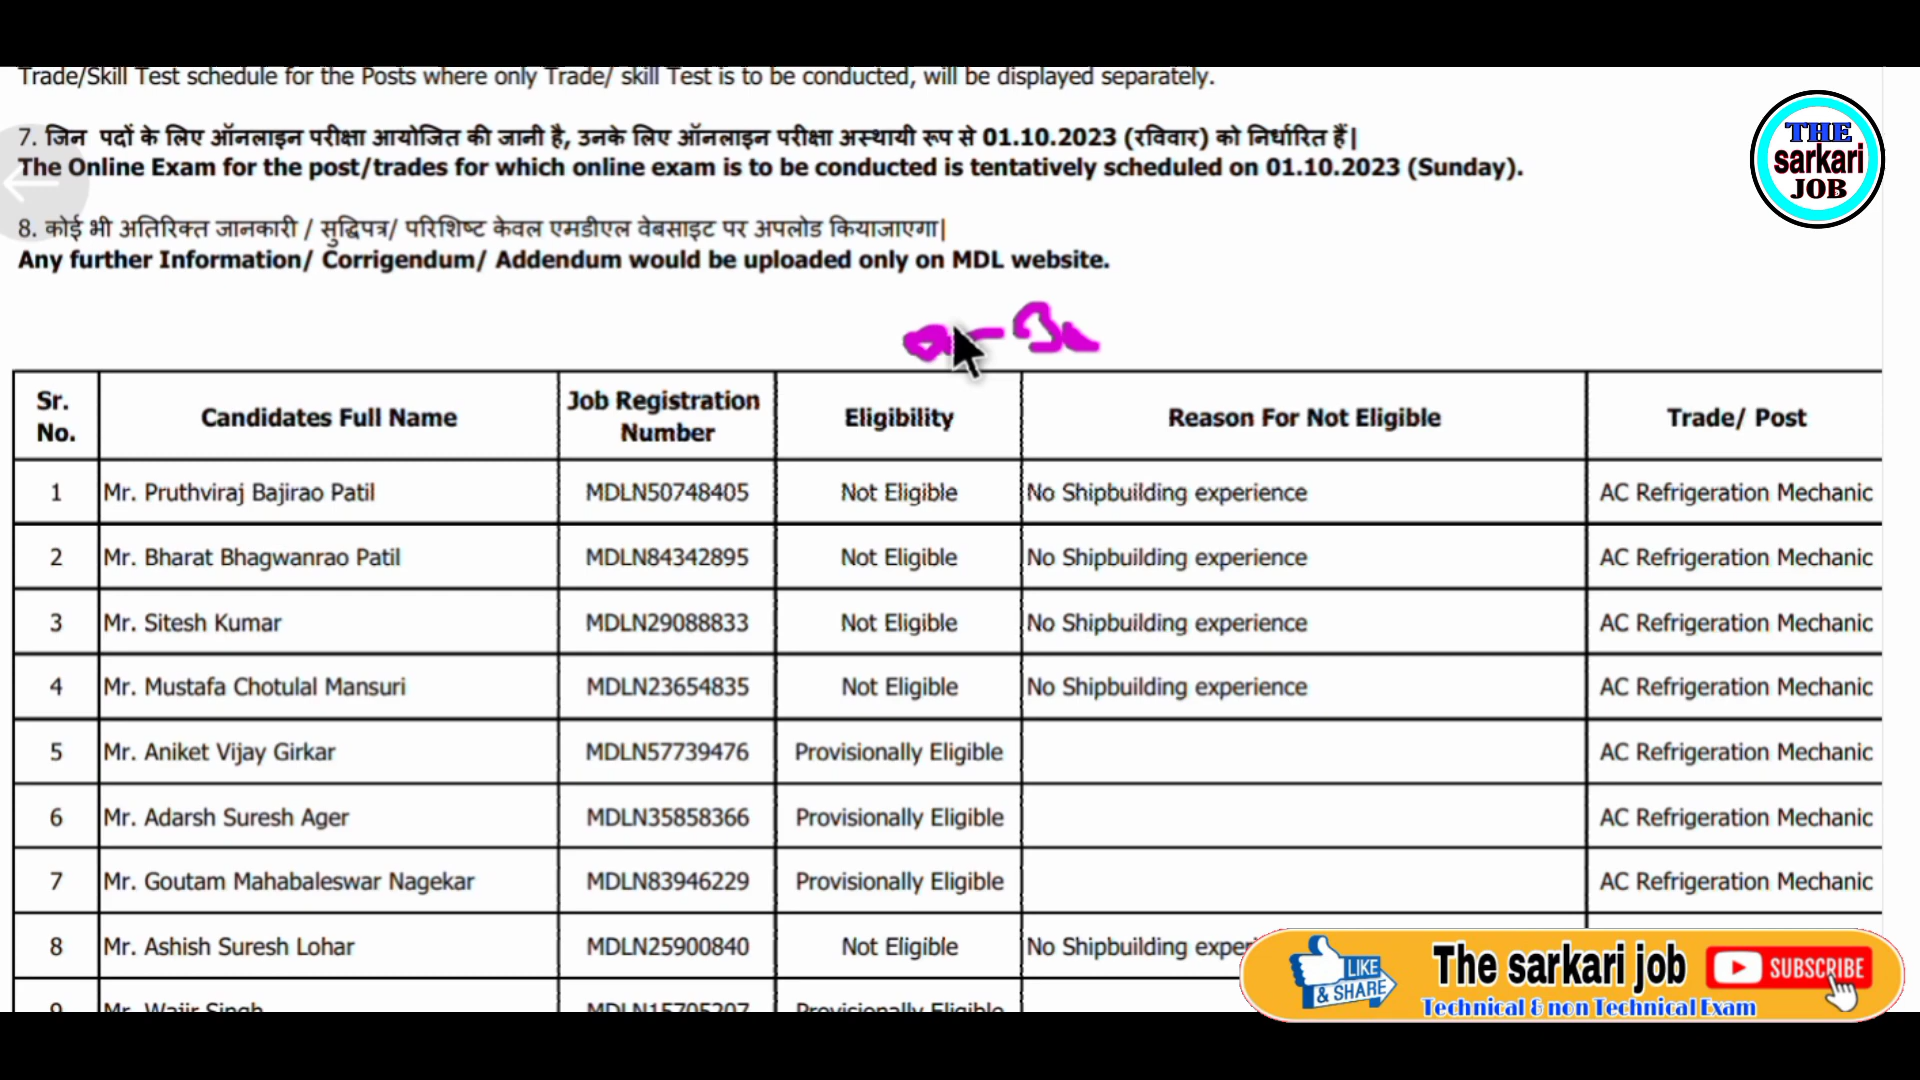 Trade/Skill Test schedule for the Posts where only Trade/ skill Test is to be conducted, will be displayed separately.
7. जिन पदों के लिए ऑनलाइन परीक्षा आयोजित की जानी है, उनके लिए ऑनलाइन परीक्षा अस्थायी रूप से 01.10.2023 (रविवार) को निर्धारित हैं|
The Online Exam for the post/trades for which online exam is to be conducted is tentatively scheduled on 01.10.2023 (Sunday).
8. कोई भी अतिरिक्त जानकारी / सुद्धिपत्र/ परिशिष्ट केवल एमडीएल वेबसाइट पर अपलोड कियाजाएगा|
Any further Information/ Corrigendum/ Addendum would be uploaded only on MDL website.
THE
sarkari
JOB
Sr. No. Candidates Full Name Job Registration Number Eligibility Reason For Not Eligible Trade/ Post
1 Mr. Pruthviraj Bajirao Patil MDLN50748405 Not Eligible No Shipbuilding experience AC Refrigeration Mechanic
2 Mr. Bharat Bhagwanrao Patil MDLN84342895 Not Eligible No Shipbuilding experience AC Refrigeration Mechanic
3 Mr. Sitesh Kumar MDLN29088833 Not Eligible No Shipbuilding experience AC Refrigeration Mechanic
4 Mr. Mustafa Chotulal Mansuri MDLN23654835 Not Eligible No Shipbuilding experience AC Refrigeration Mechanic
5 Mr. Aniket Vijay Girkar MDLN57739476 Provisionally Eligible AC Refrigeration Mechanic
6 Mr. Adarsh Suresh Ager MDLN35858366 Provisionally Eligible AC Refrigeration Mechanic
7 Mr. Goutam Mahabaleswar Nagekar MDLN83946229 Provisionally Eligible AC Refrigeration Mechanic
8 Mr. Ashish Suresh Lohar MDLN25900840 Not Eligible No Shipbuilding
9 Mr. Singh Provisionally Eligible
LIKE
& SHARE
The sarkari job
SUBSCRIBE
Technical & non Technical Exam